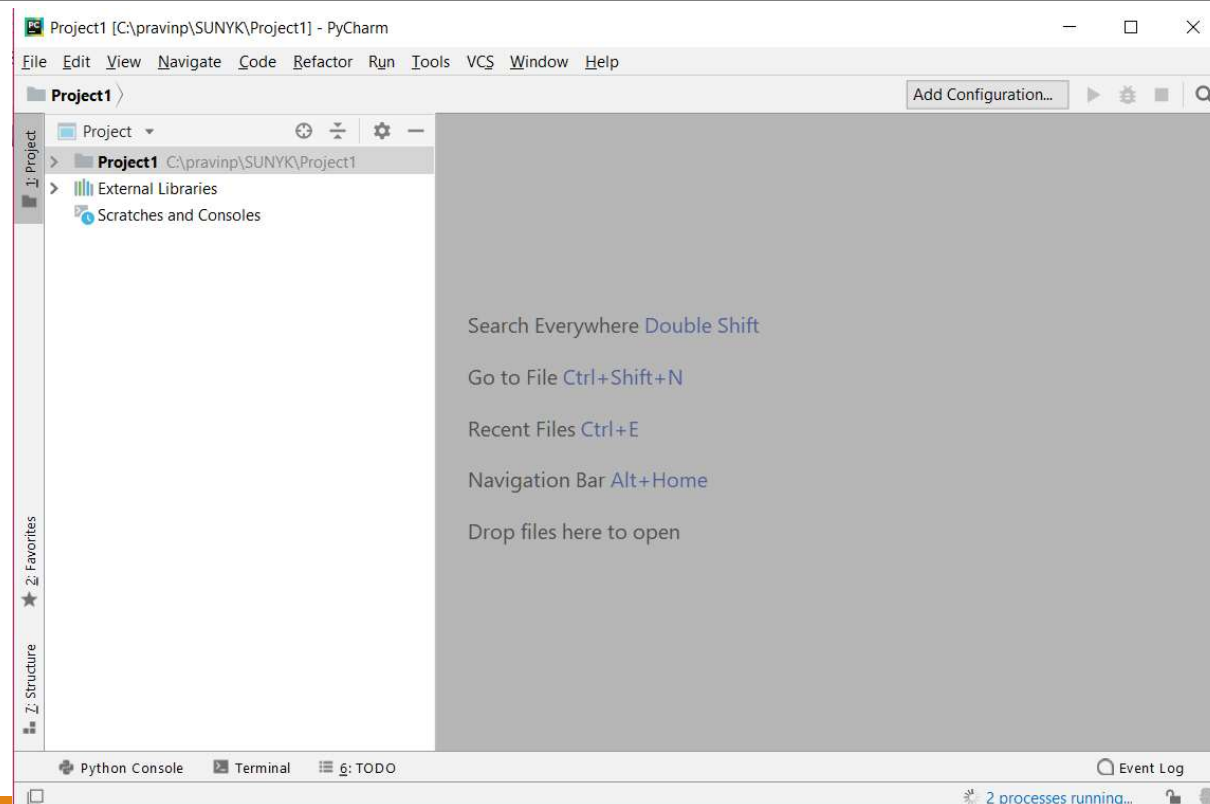 PC Project1 [C:\pravinp\SUNYK\Project1] - PyCharm
File Edit View Navigate Code Refactor Run Tools VCS Window Help
Project1 Add Configuration...
1: Project
Project
Project1 C:\pravinp\SUNYK\Project1
External Libraries
Scratches and Consoles
Search Everywhere Double Shift
Go to File Ctrl+Shift+N
Recent Files Ctrl+E
Navigation Bar Alt+Home
Drop files here to open
2: Favorites
Z: Structure
Python Console Terminal 6: TODO Event Log
2 processes running...